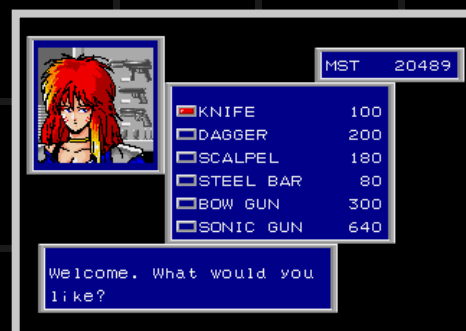 MST 20489
KNIFE 100
DAGGER 200
SCALPEL 180
STEEL BAR 80
BOW GUN 300
SONIC GUN 640
Welcome. What would you
like?